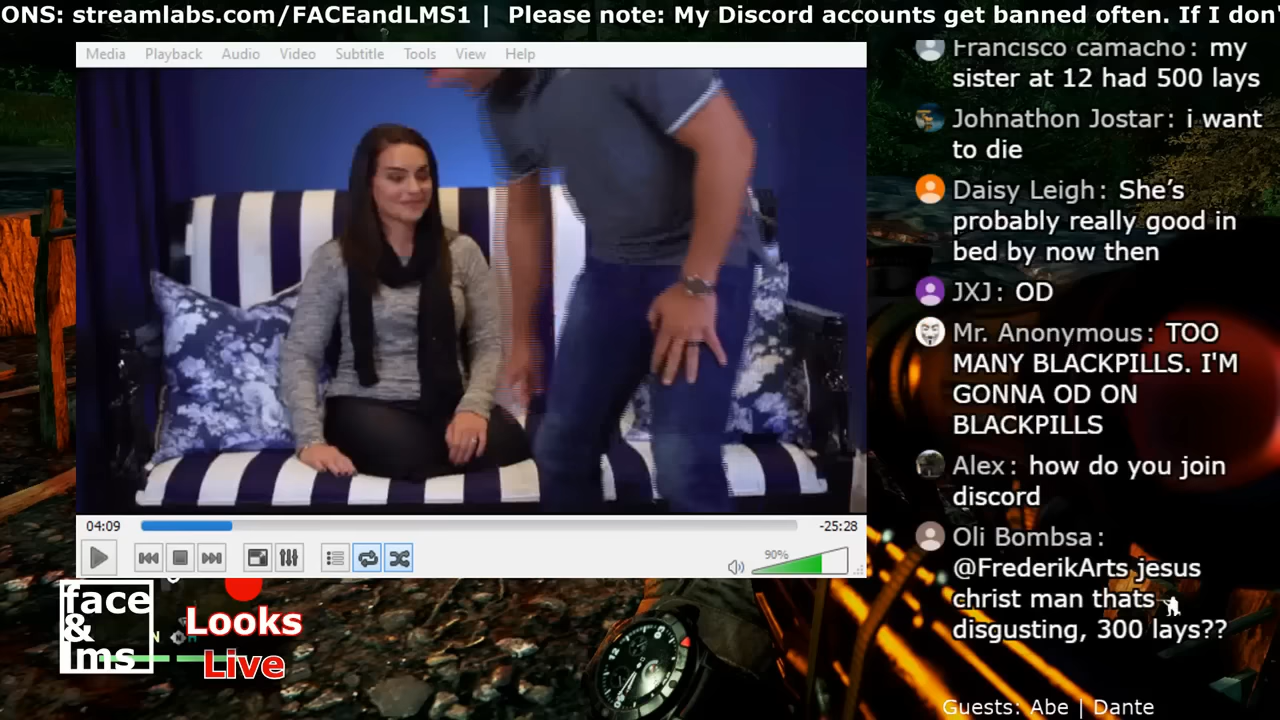 ONS: streamlabs.com/FACEandLMS1 | Please note: My Discord accounts get banned often. If I don'
Media Playback Audio Video Subtitle Tools View Help
04:09
-25:28
90%
face
&
lms
Looks
Live
Francisco camacho: my
sister at 12 had 500 lays
Johnathon Jostar: i want
to die
Daisy Leigh: She's
probably really good in
bed by now then
JXJ: OD
Mr. Anonymous: TOO
MANY BLACKPILLS. I'M
GONNA OD ON
BLACKPILLS
Alex: how do you join
discord
Oli Bombsa:
@FrederikArts jesus
christ man thats
disgusting, 300 lays??
Guests: Abe | Dante